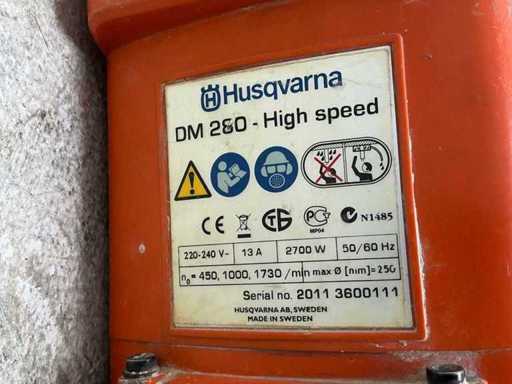 Husqvarna
DM 280 - High speed
MP04
N1485
220-240 V~ 13 A 2700 W 50/60 Hz
n₀= 450, 1000, 1730 /min max Ø [mm]= 250
Serial no. 2011 3600111
HUSQVARNA AB, SWEDEN
MADE IN SWEDEN